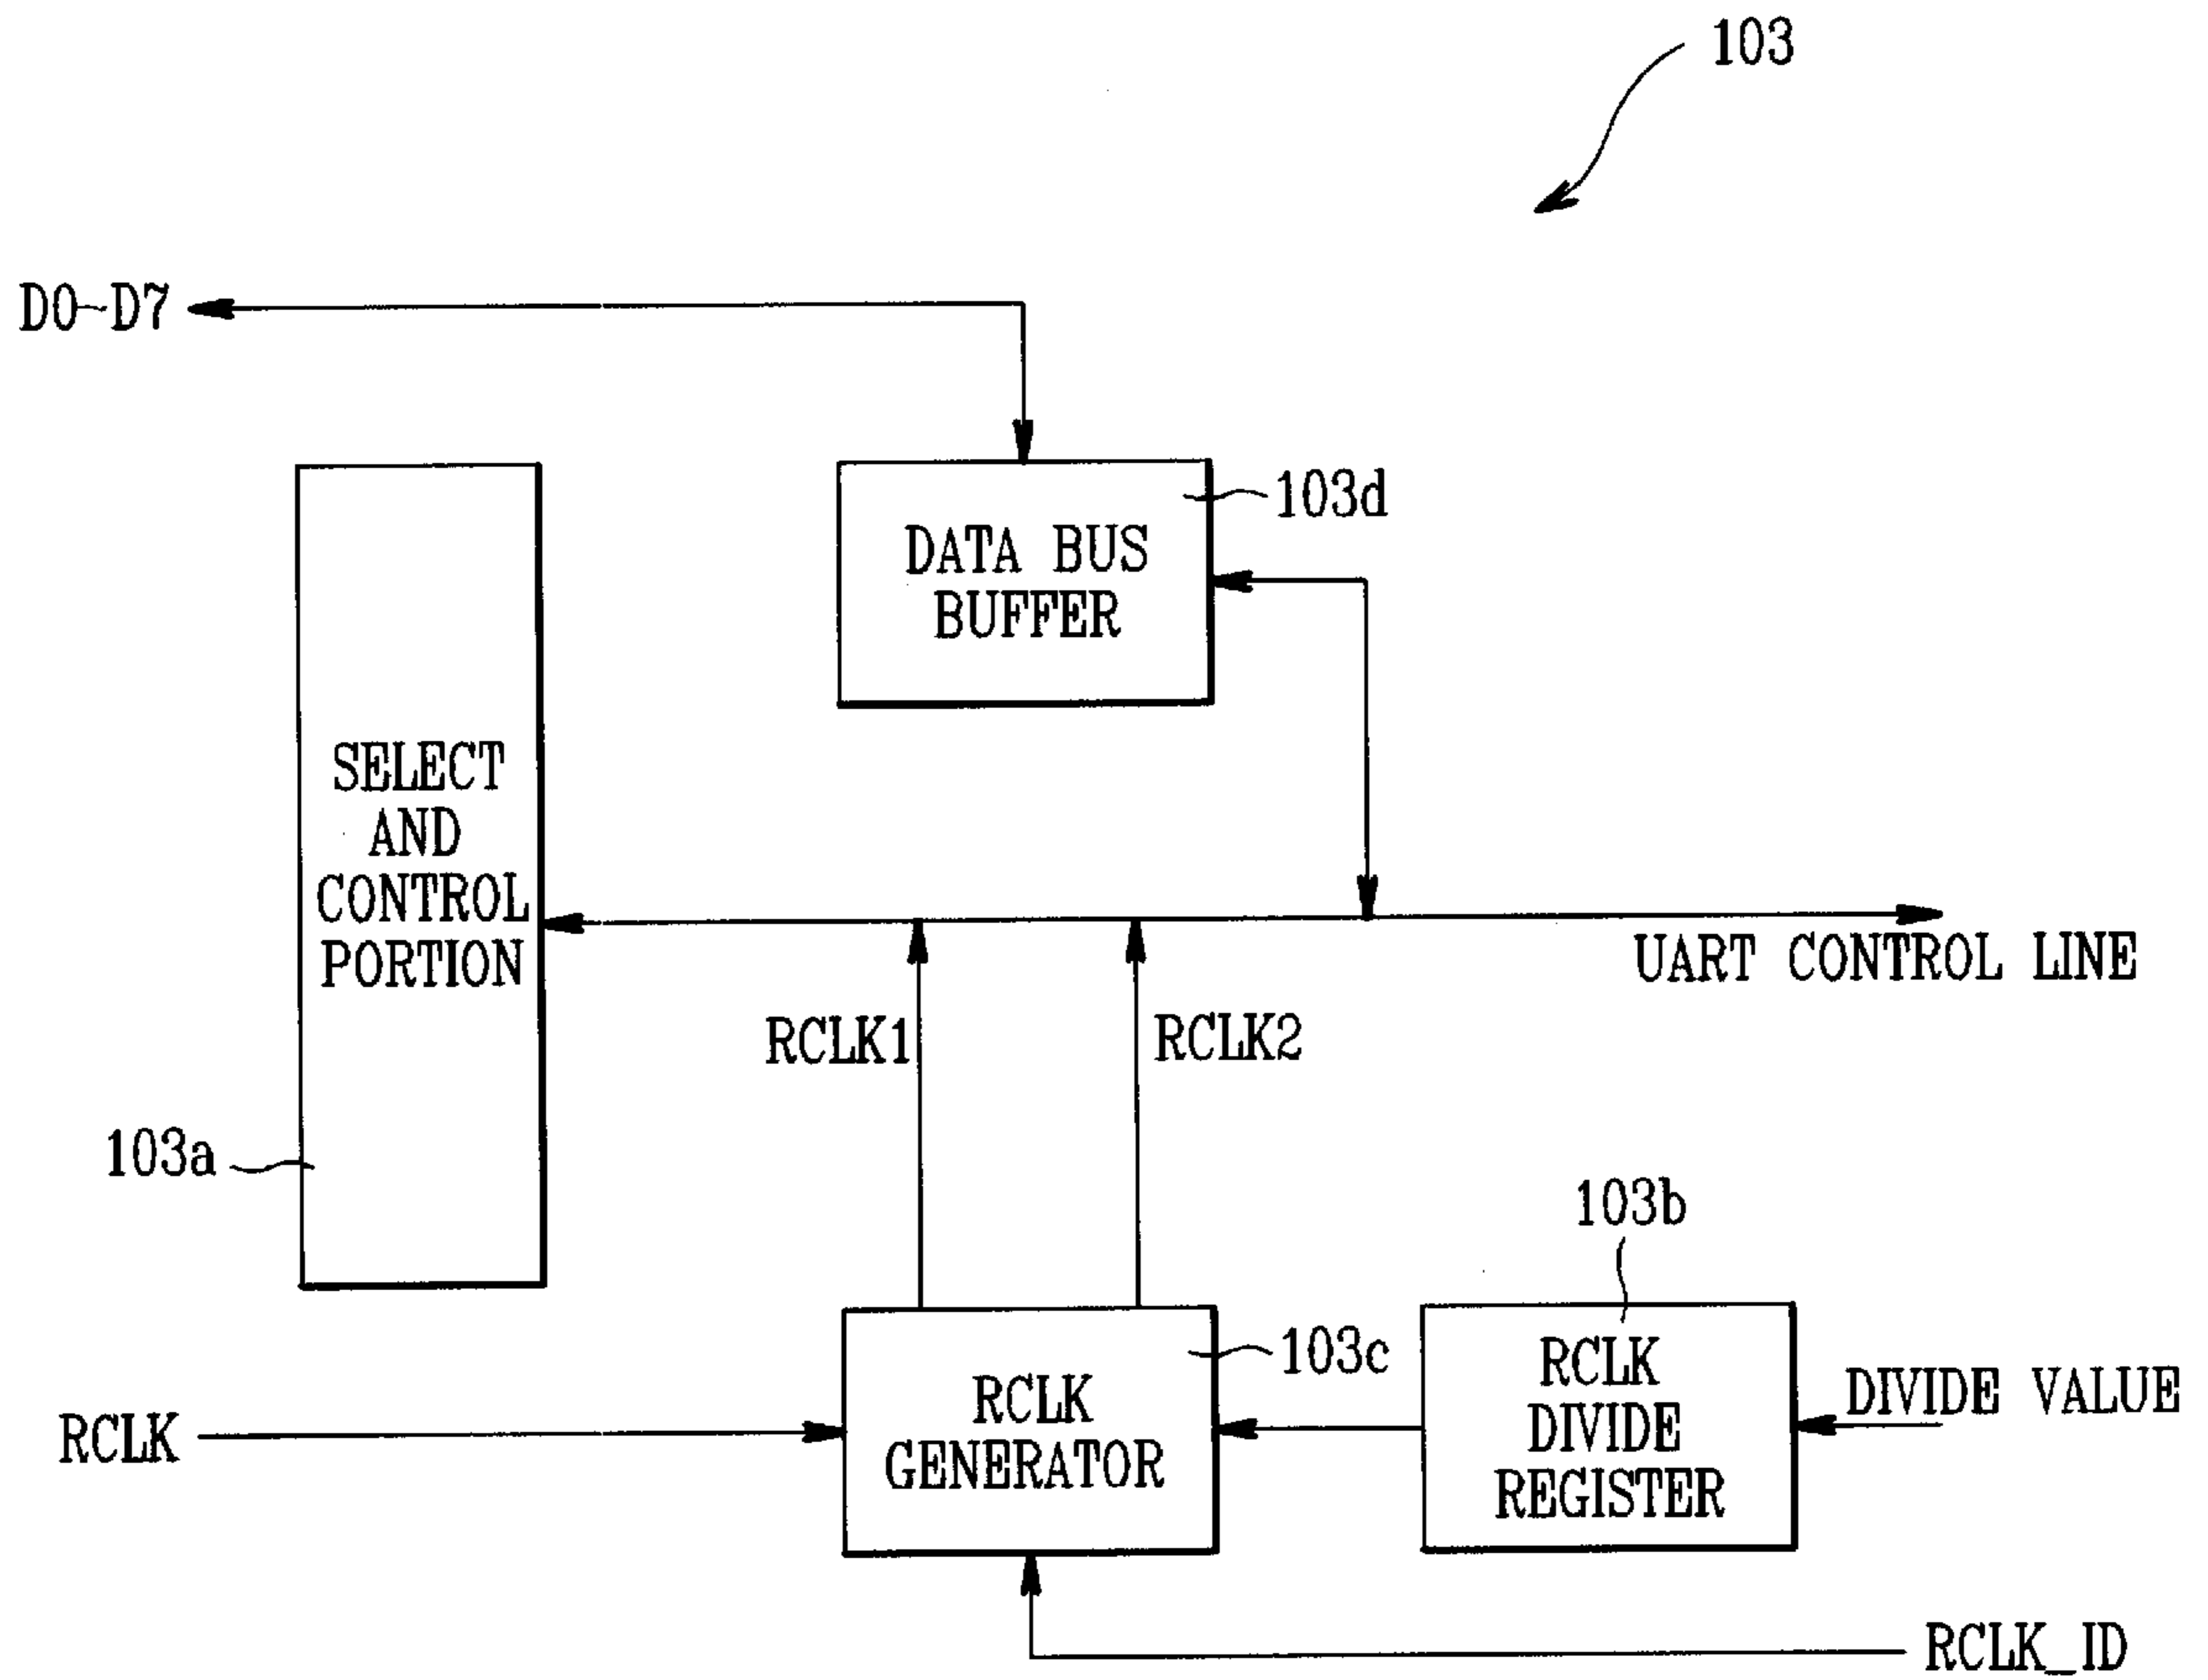 103
D0~D7
103d
DATA BUS
BUFFER
SELECT
AND
CONTROL
PORTION
UART CONTROL LINE
RCLK1
RCLK2
103a
103b
103c
RCLK
DIVIDE
REGISTER
DIVIDE VALUE
RCLK
GENERATOR
RCLK
RCLK_ID